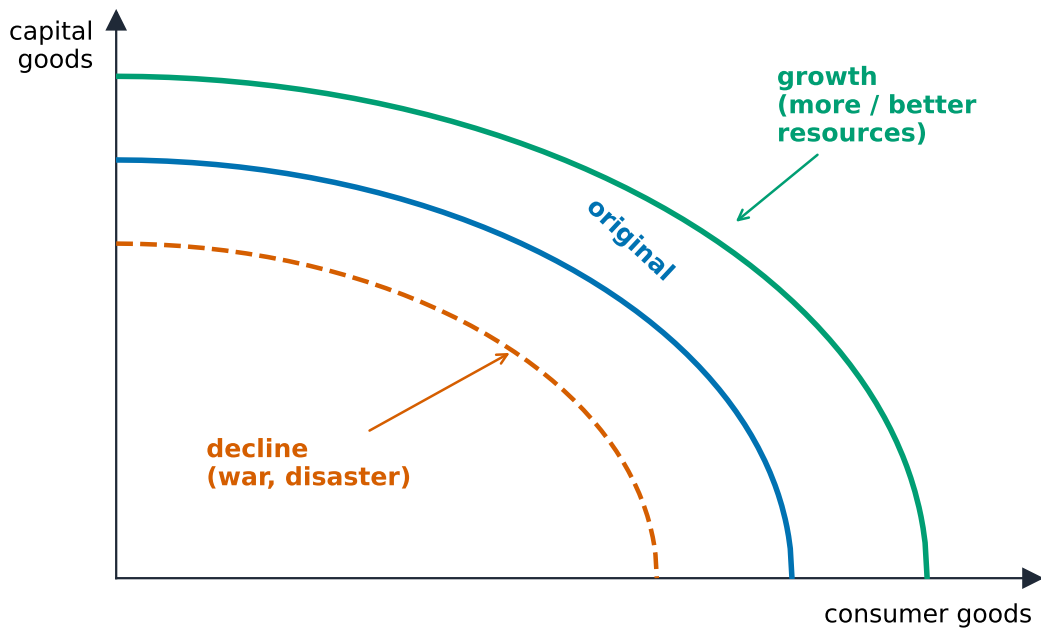 capital
goods
growth
(more / better
resources)
original
decline
(war, disaster)
consumer goods